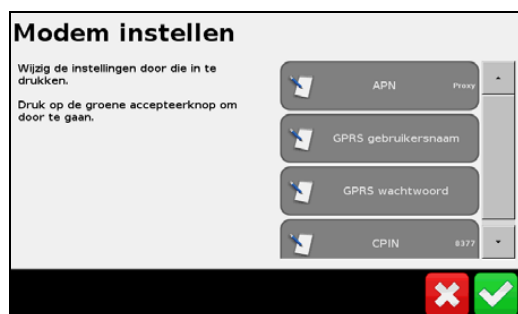 Modem instellen
Wijzig de instellingen door die in te
drukken.
Druk op de groene accepteerknop om
door te gaan.
APN Proxy
GPRS gebruikersnaam
GPRS wachtwoord
CPIN 8377